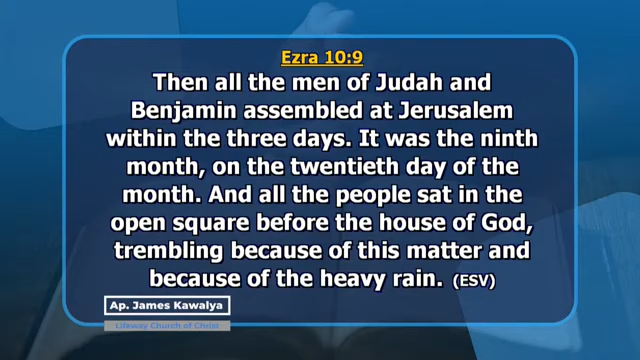 Ezra 10:9
Then all the men of Judah and
Benjamin assembled at Jerusalem
within the three days. It was the ninth
month, on the twentieth day of the
month. And all the people sat in the
open square before the house of God,
trembling because of this matter and
because of the heavy rain. (ESV)
Ap. James Kawalya
Lifeway Church of Christ